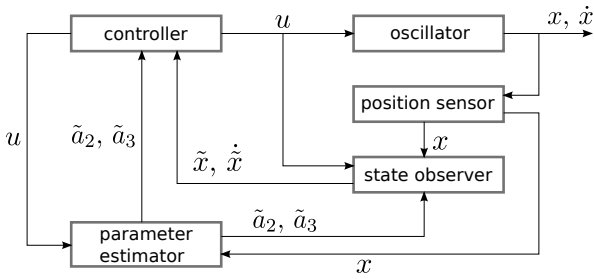 u
x, ẋ
controller
oscillator
position sensor
u
ã₂, ã₃
x
x̃, x̃̇
state observer
ã₂, ã₃
parameter
estimator
x